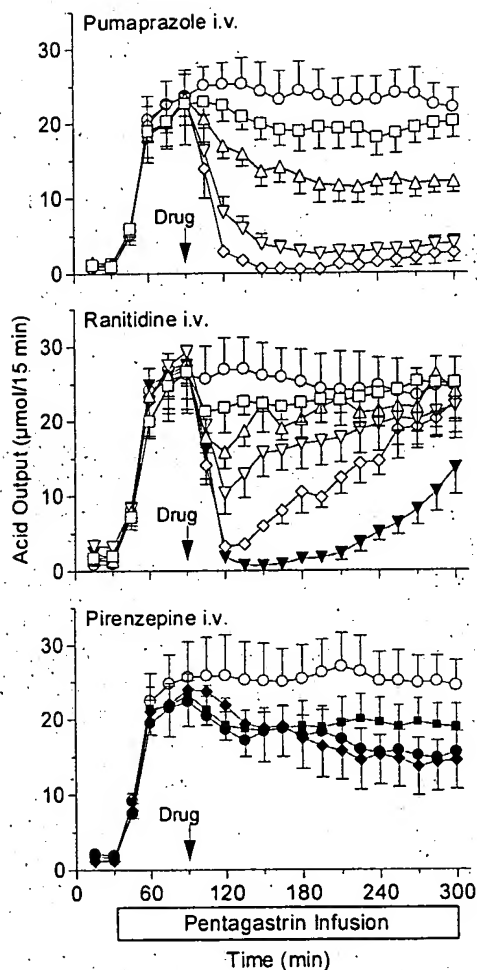 Pumaprazole i.v.
30
20
10
0
Drug
Ranitidine i.v.
30
20
10
0
Drug
Pirenzepine i.v.
30
20
10
0
Drug
Acid Output (µmol/15 min)
0 60 120 180 240 300
Pentagastrin Infusion
Time (min)